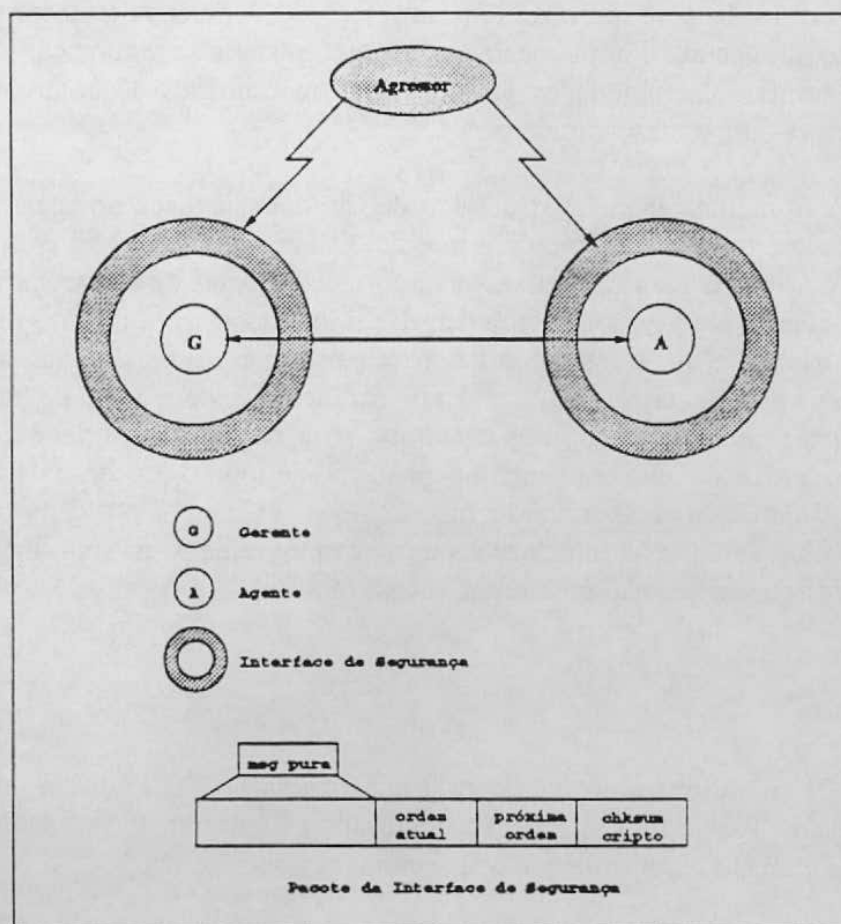 Agressor
G
A
G
Gerente
A
Agente
Interface de Segurança
msg pura
ordem
atual
próxima
ordem
chksum
cripto
Pacote da Interface de Segurança